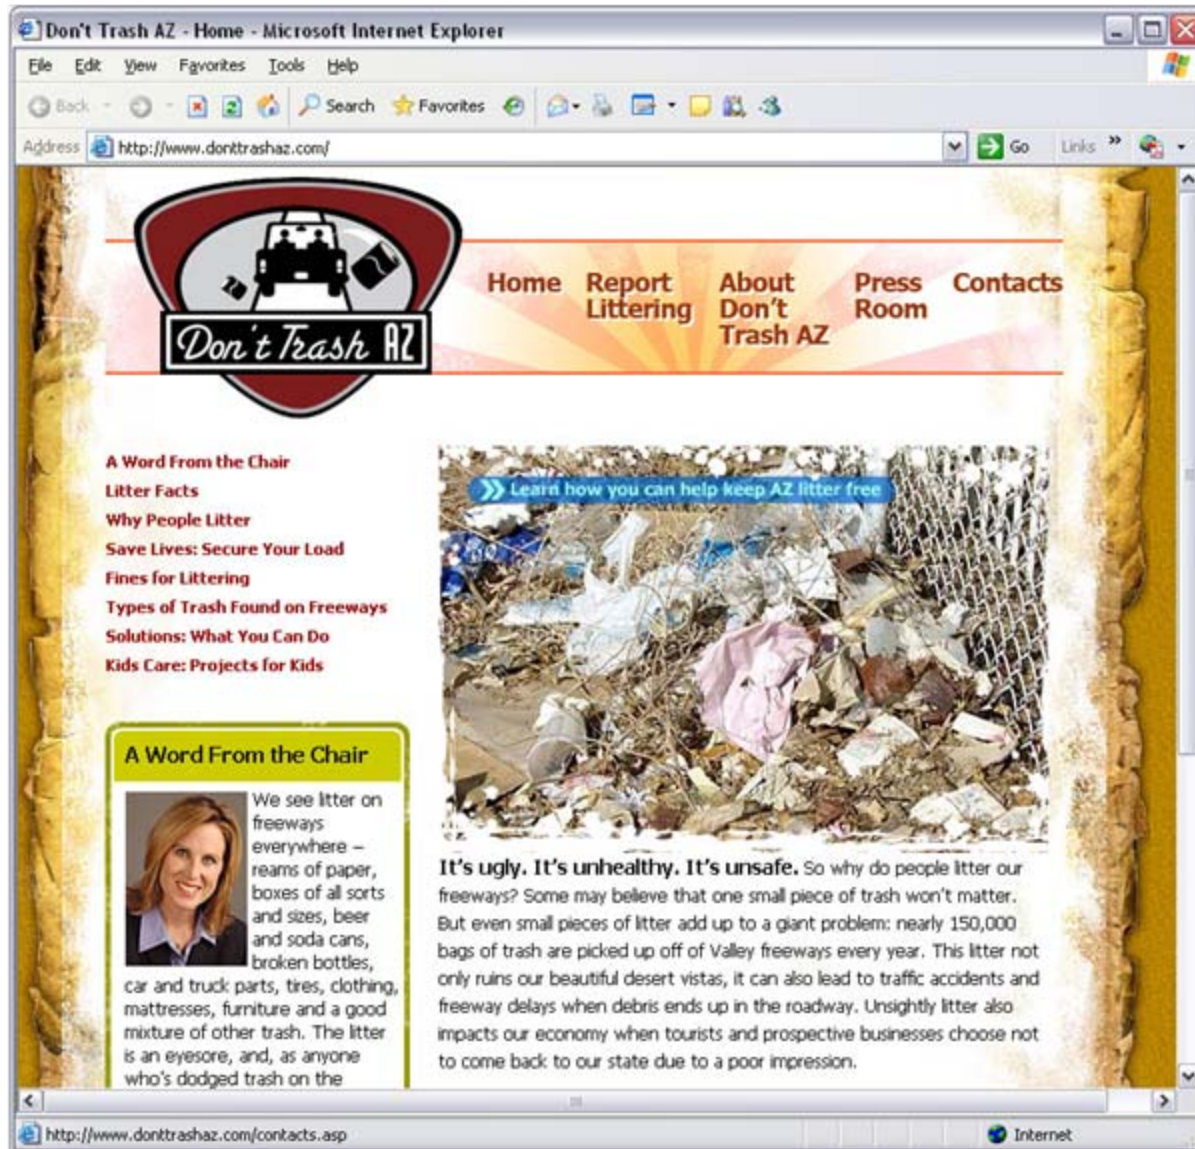 Don't Trash AZ - Home - Microsoft Internet Explorer
File Edit View Favorites Tools Help
Back Search Favorites
Address http://www.donttrashaz.com/ Go Links »
Don't Trash AZ
Home
Report
Littering
About
Don't
Trash AZ
Press
Room
Contacts
A Word From the Chair
Litter Facts
Why People Litter
Save Lives: Secure Your Load
Fines for Littering
Types of Trash Found on Freeways
Solutions: What You Can Do
Kids Care: Projects for Kids
A Word From the Chair
We see litter on
freeways
everywhere –
reams of paper,
boxes of all sorts
and sizes, beer
and soda cans,
broken bottles,
car and truck parts, tires, clothing,
mattresses, furniture and a good
mixture of other trash. The litter
is an eyesore, and, as anyone
who's dodged trash on the
Learn how you can help keep AZ litter free
It's ugly. It's unhealthy. It's unsafe. So why do people litter our
freeways? Some may believe that one small piece of trash won't matter.
But even small pieces of litter add up to a giant problem: nearly 150,000
bags of trash are picked up off of Valley freeways every year. This litter not
only ruins our beautiful desert vistas, it can also lead to traffic accidents and
freeway delays when debris ends up in the roadway. Unsightly litter also
impacts our economy when tourists and prospective businesses choose not
to come back to our state due to a poor impression.
http://www.donttrashaz.com/contacts.asp
Internet